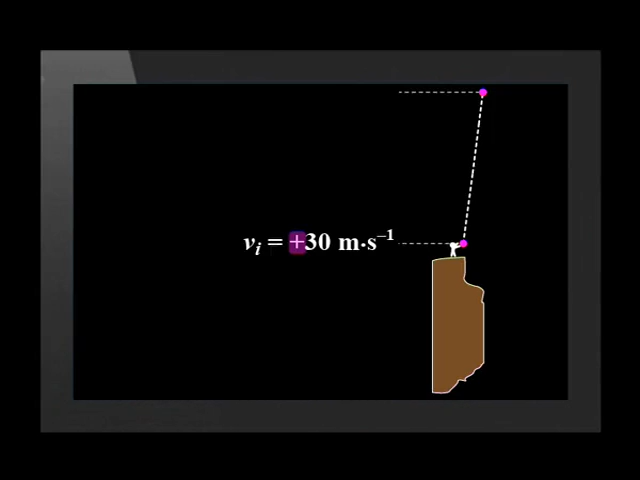 vᵢ = +30 m·s⁻¹